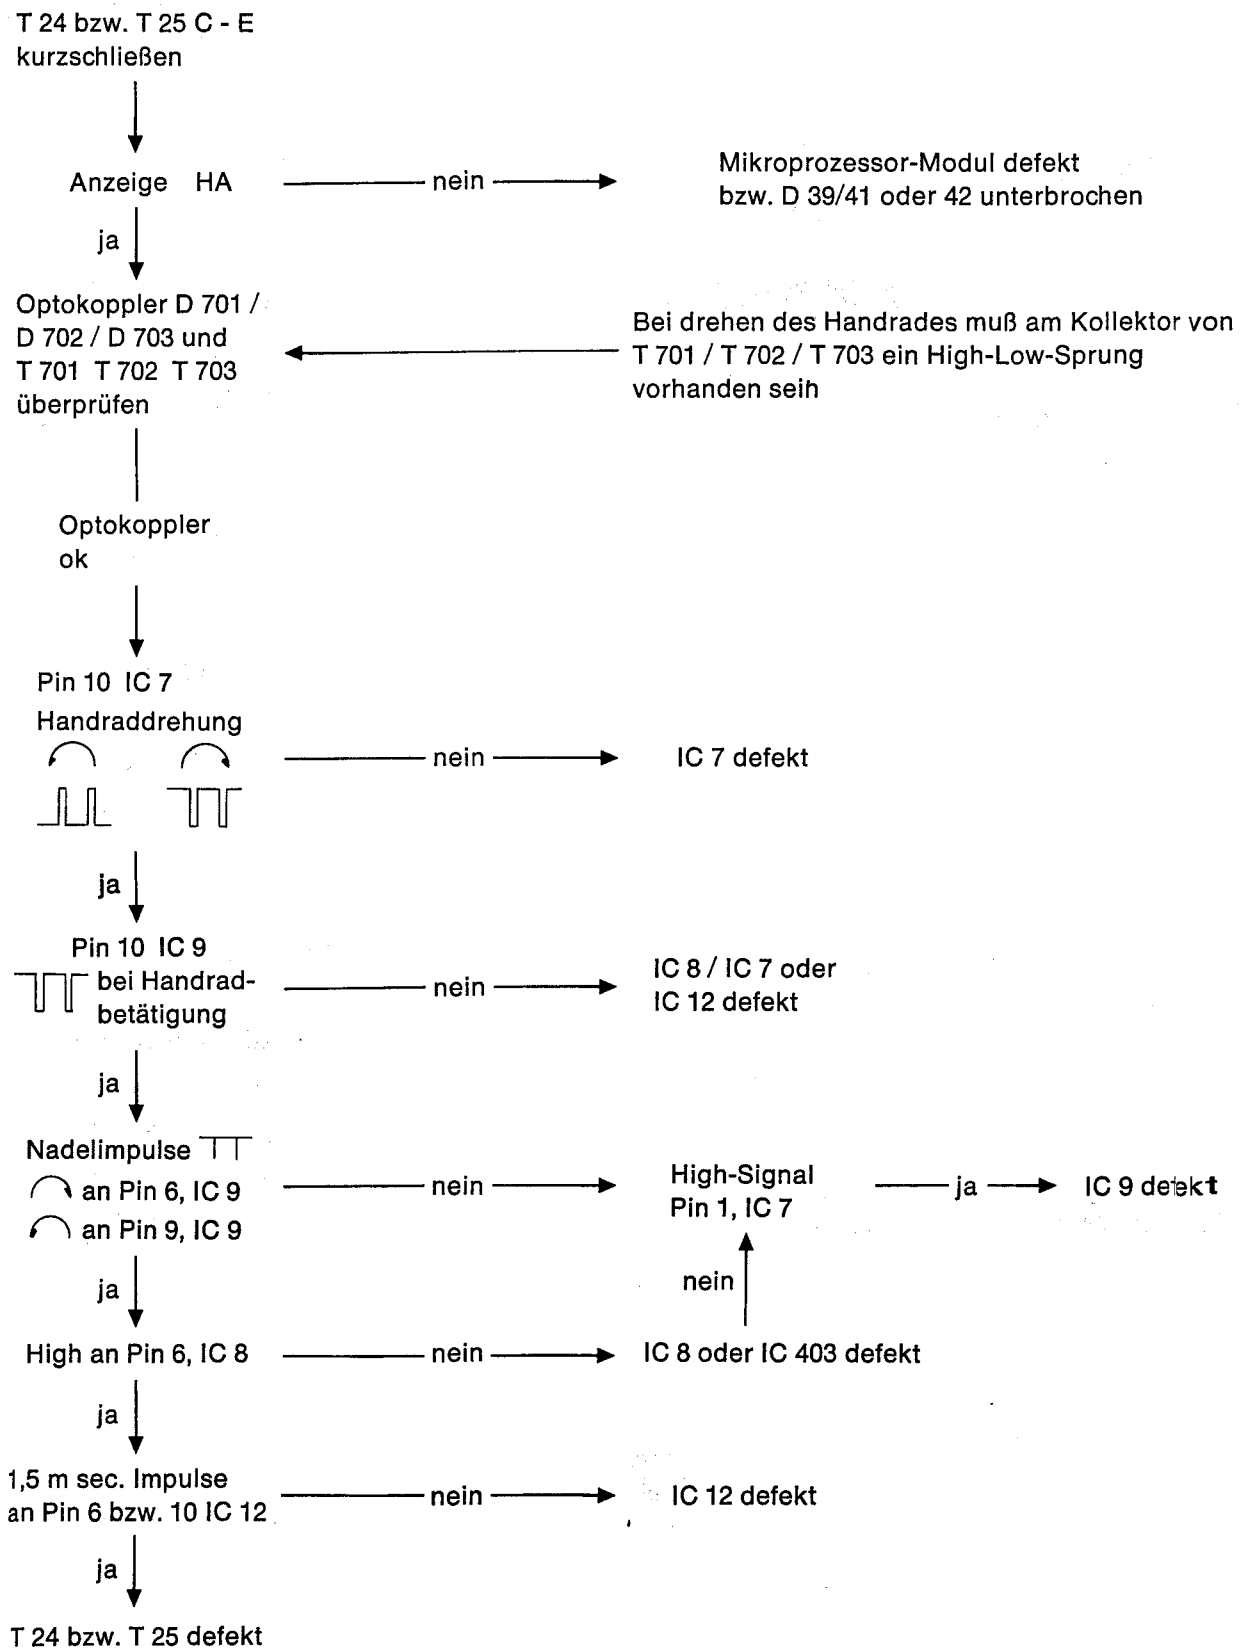 T 24 bzw. T 25 C - E
kurzschließen
Anzeige HA
nein
Mikroprozessor-Modul defekt
bzw. D 39/41 oder 42 unterbrochen
ja
Optokoppler D 701 /
D 702 / D 703 und
T 701 T 702 T 703
überprüfen
Bei drehen des Handrades muß am Kollektor von
T 701 / T 702 / T 703 ein High-Low-Sprung
vorhanden seih
Optokoppler
ok
Pin 10 IC 7
Handraddrehung
nein
IC 7 defekt
ja
Pin 10 IC 9
bei Handrad-
betätigung
nein
IC 8 / IC 7 oder
IC 12 defekt
ja
Nadelimpulse
an Pin 6, IC 9
an Pin 9, IC 9
nein
High-Signal
Pin 1, IC 7
ja
IC 9 defekt
ja
nein
High an Pin 6, IC 8
nein
IC 8 oder IC 403 defekt
ja
1,5 m sec. Impulse
an Pin 6 bzw. 10 IC 12
nein
IC 12 defekt
ja
T 24 bzw. T 25 defekt